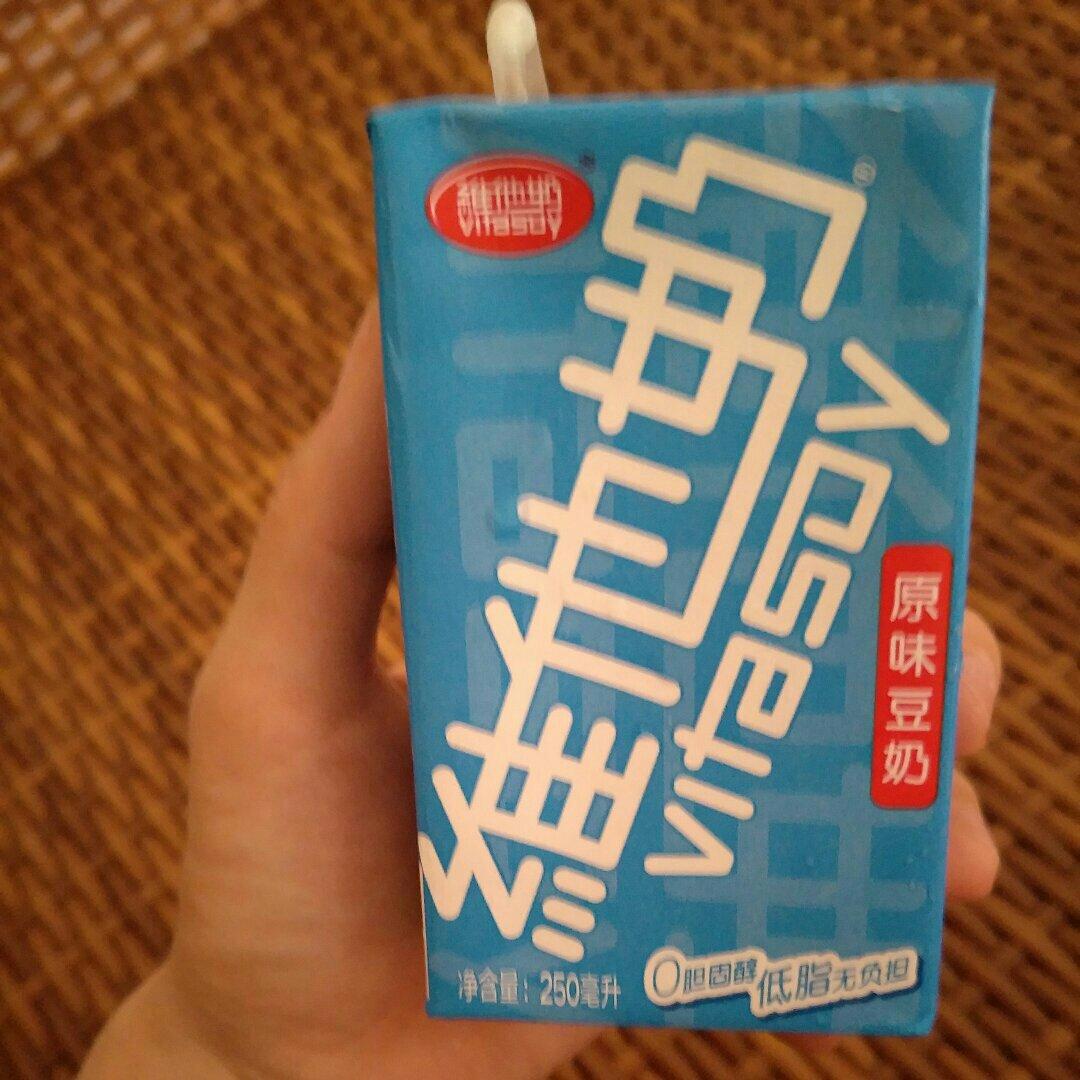 維他奶
vitasoy
維他奶
vitasoy
原味豆奶
净含量：250毫升
0胆固醇 低脂无负担